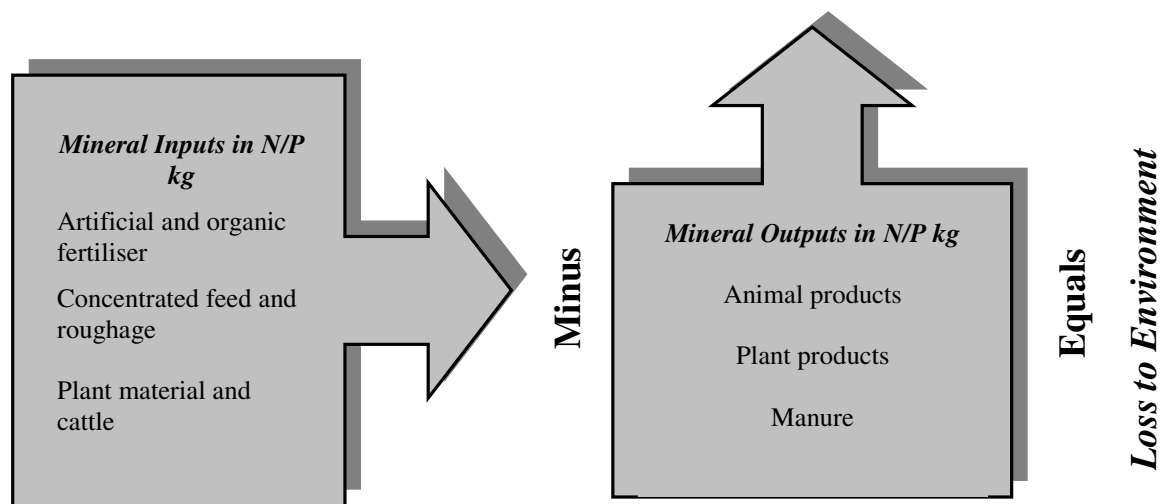 Mineral Inputs in N/P
kg
Artificial and organic
fertiliser
Concentrated feed and
roughage
Plant material and
cattle
Minus
Mineral Outputs in N/P kg
Animal products
Plant products
Manure
Equals
Loss to Environment